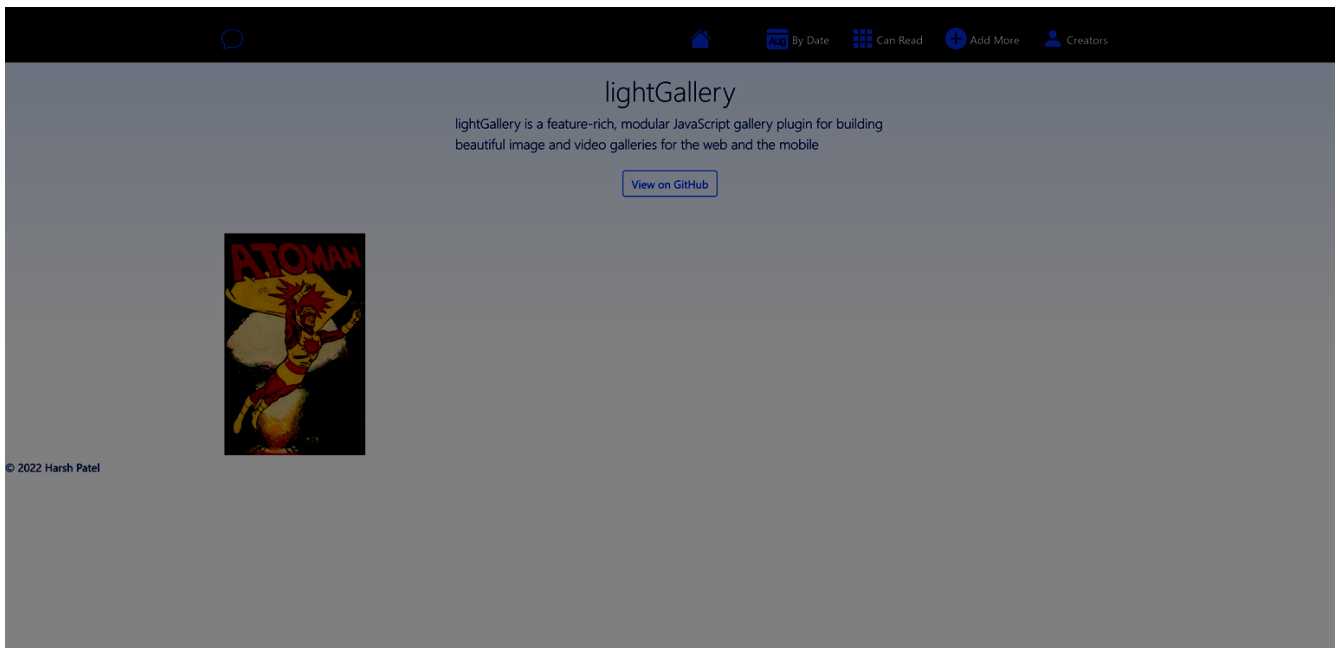 Aug By Date Can Read Add More Creators
lightGallery
lightGallery is a feature-rich, modular JavaScript gallery plugin for building
beautiful image and video galleries for the web and the mobile
View on GitHub
ATOMAN
© 2022 Harsh Patel